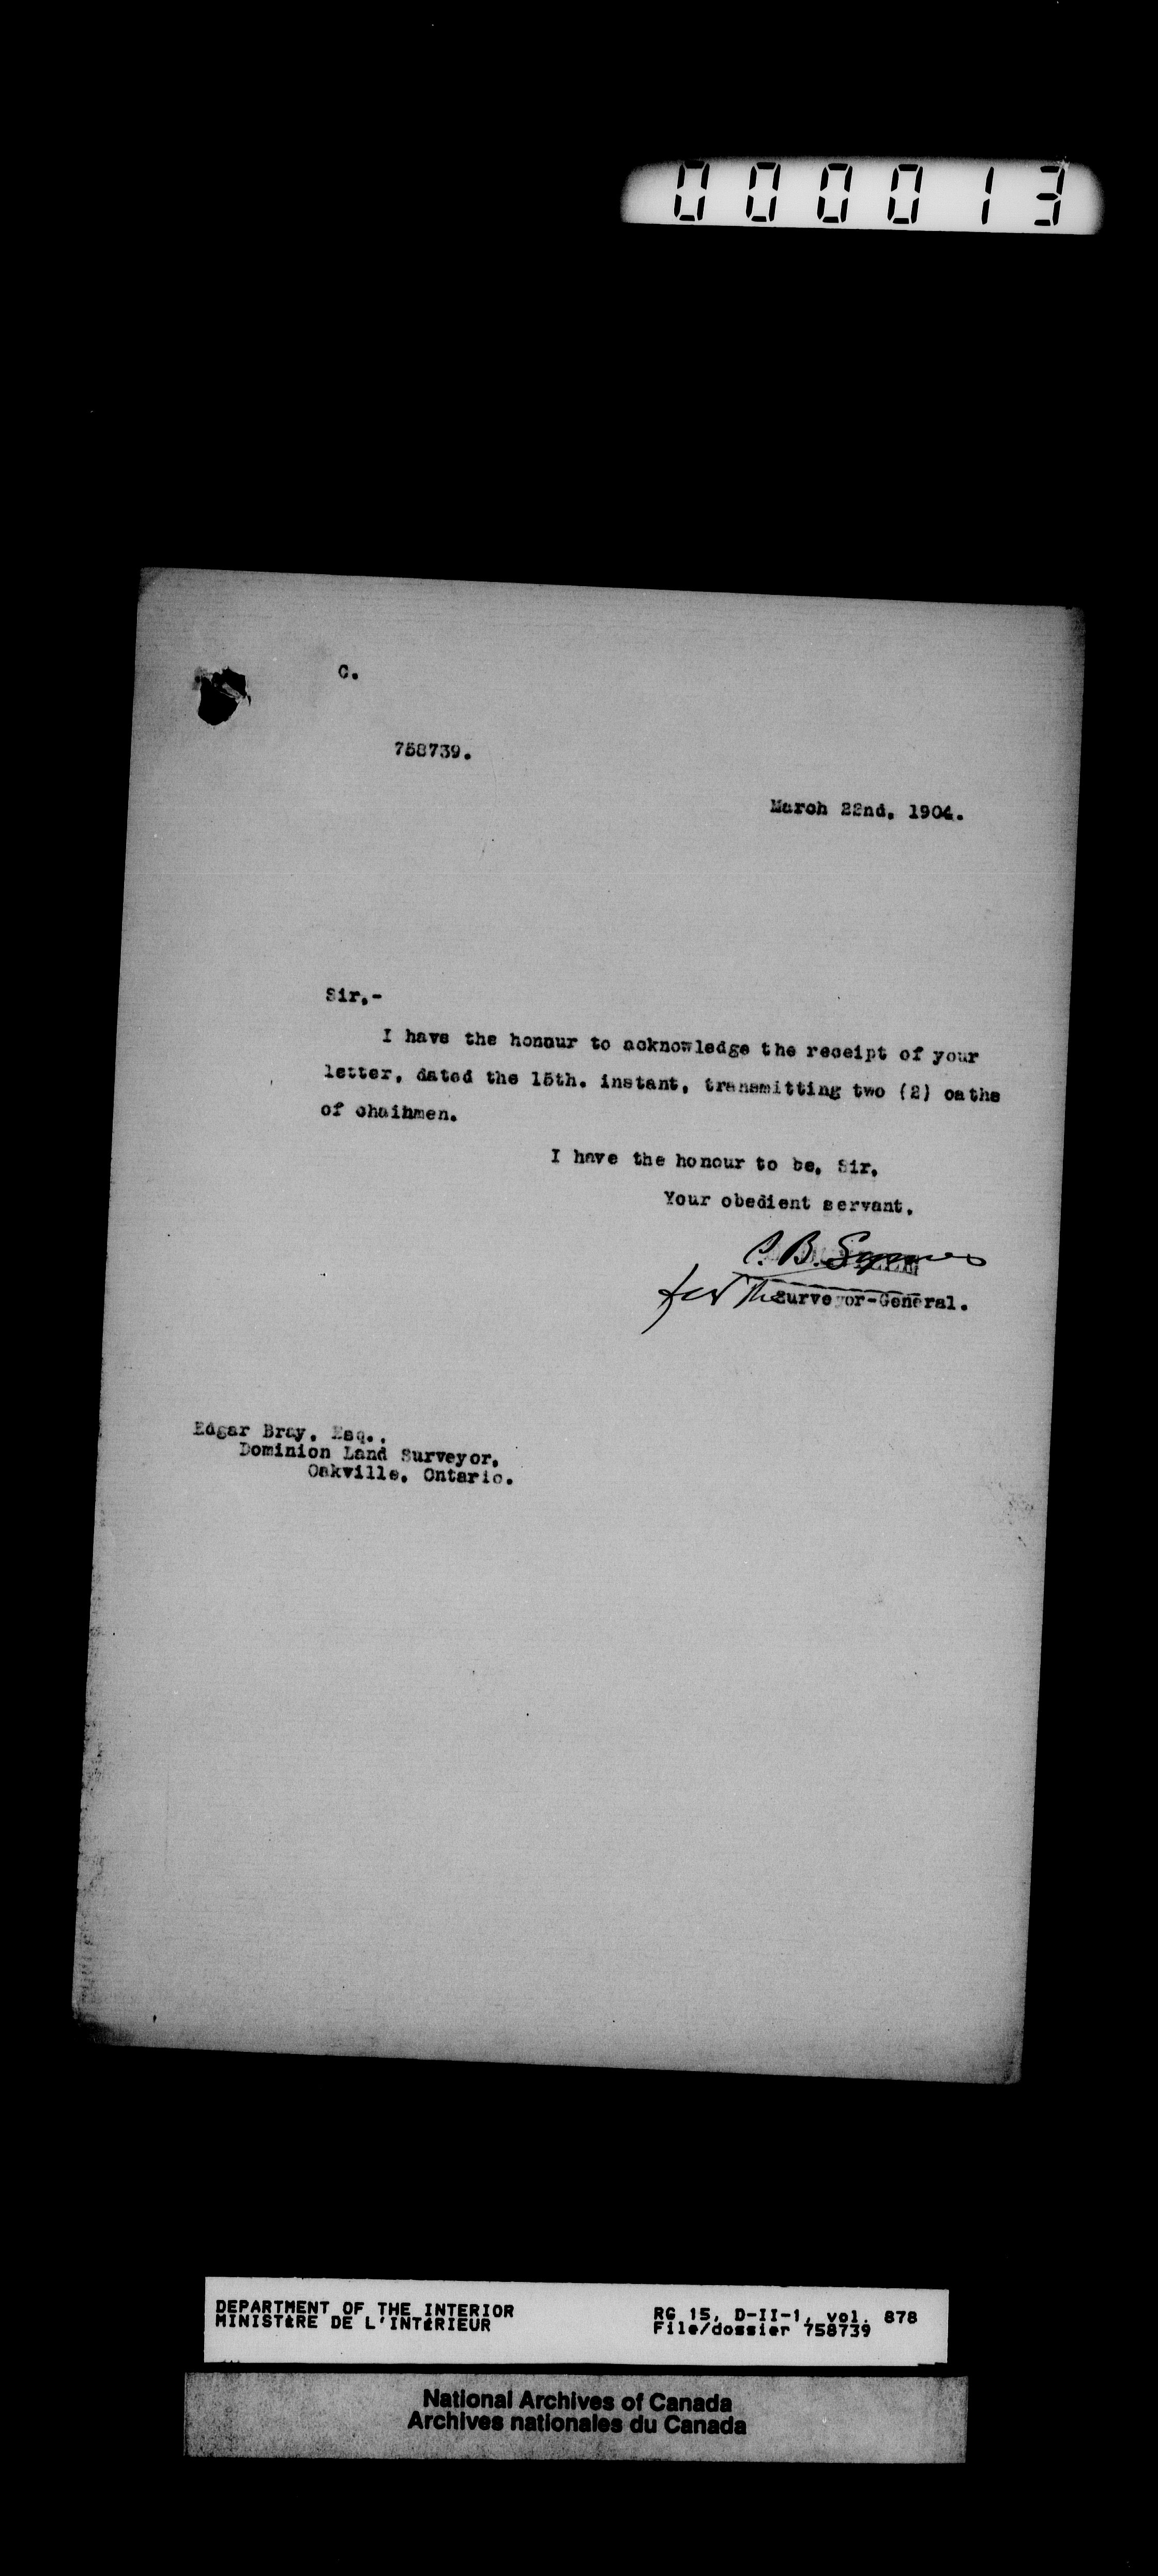 000013
C.
758739.
March 22nd, 1904.
Sir,-
I have the honour to acknowledge the receipt of your
letter, dated the 15th. instant, transmitting two (2) oaths
of chainmen.
I have the honour to be, Sir,
Your obedient servant,
C. B. Symes
for The Surveyor-General.
Edgar Bray, Esq.,
Dominion Land Surveyor,
Oakville, Ontario.
DEPARTMENT OF THE INTERIOR
MINISTÈRE DE L'INTÉRIEUR
RG 15, D-II-1, vol. 878
File/dossier 758739
National Archives of Canada
Archives nationales du Canada